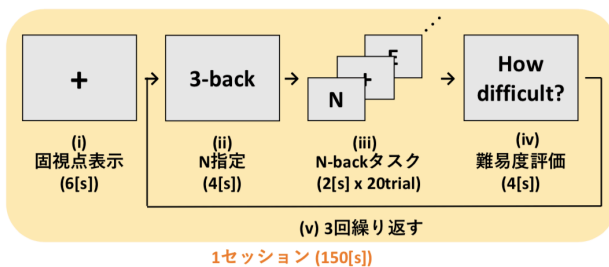 +
3-back
N
+
E
How
difficult?
(i)
固視点表示
(6[s])
(ii)
N指定
(4[s])
(iii)
N-backタスク
(2[s] x 20trial)
(iv)
難易度評価
(4[s])
(v) 3回繰り返す
1セッション (150[s])